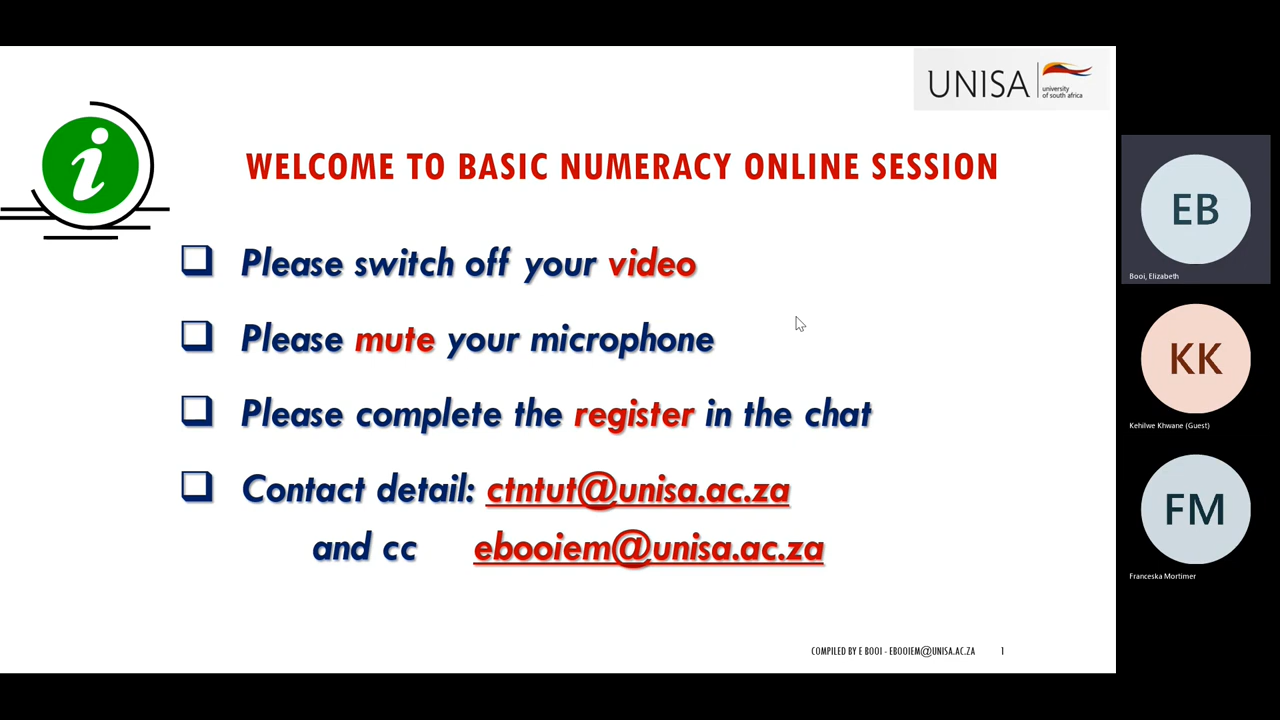 UNISA
university
of south africa
i
WELCOME TO BASIC NUMERACY ONLINE SESSION
❑ Please switch off your video
❑ Please mute your microphone
❑ Please complete the register in the chat
❑ Contact detail: ctntut@unisa.ac.za
and cc ebooiem@unisa.ac.za
COMPILED BY E BOOI - EBOOIEM@UNISA.AC.ZA 1
EB
Booi, Elizabeth
KK
Kehilwe Khwane (Guest)
FM
Franceska Mortimer